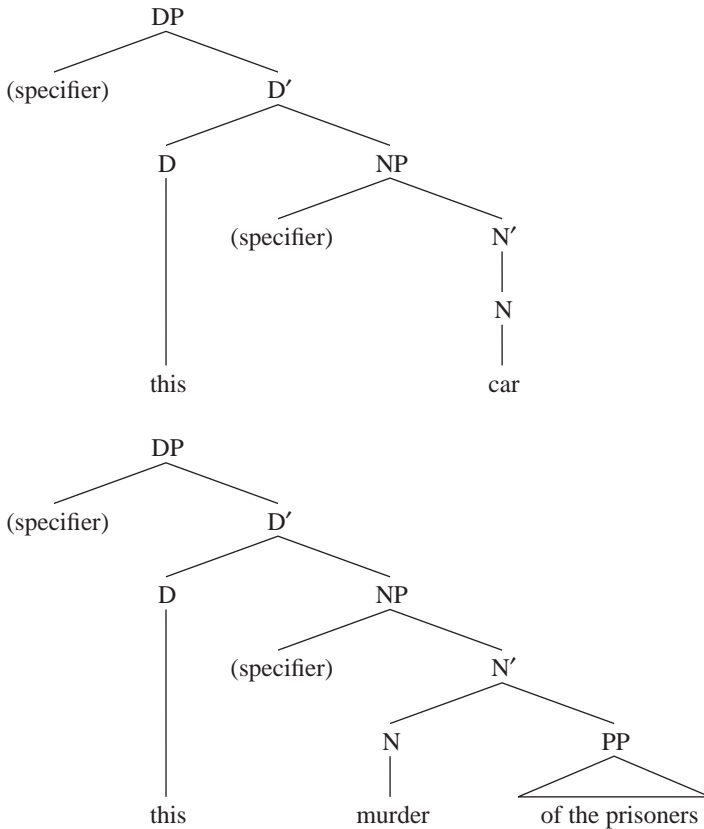 DP
(specifier) D′
D NP
(specifier) N′
N
this car
DP
(specifier) D′
D NP
(specifier) N′
N PP
this murder of the prisoners